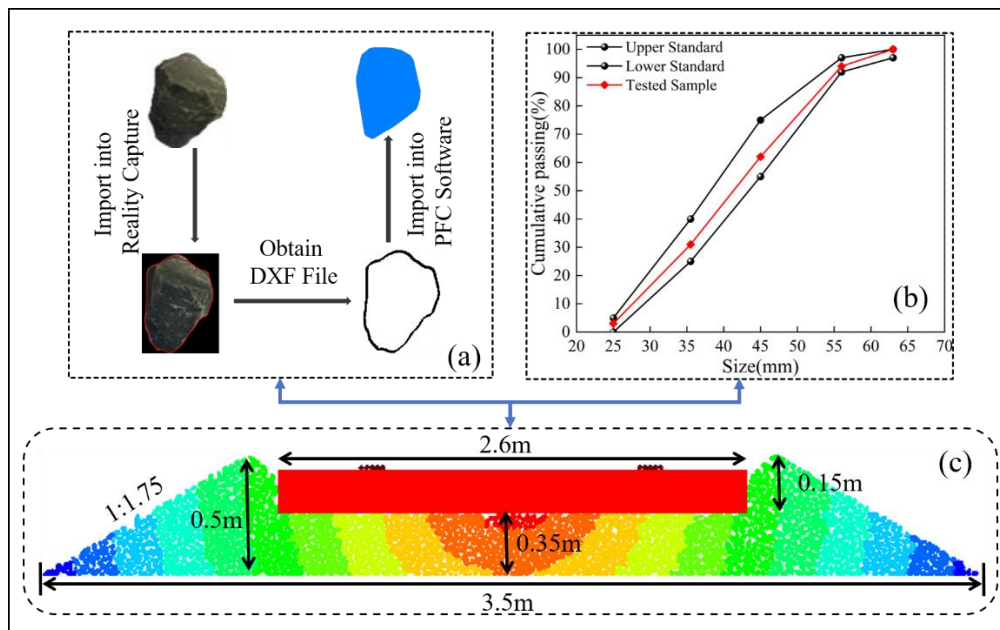 Import into
Reality Capture
Obtain
DXF File
Import into
PFC Software
(a)
Upper Standard
Lower Standard
Tested Sample
Cumulative passing(%)
100
90
80
70
60
50
40
30
20
10
0
20
25
30
35
40
45
50
55
60
65
70
Size(mm)
(b)
(c)
2.6m
1:1.75
0.5m
0.35m
0.15m
3.5m